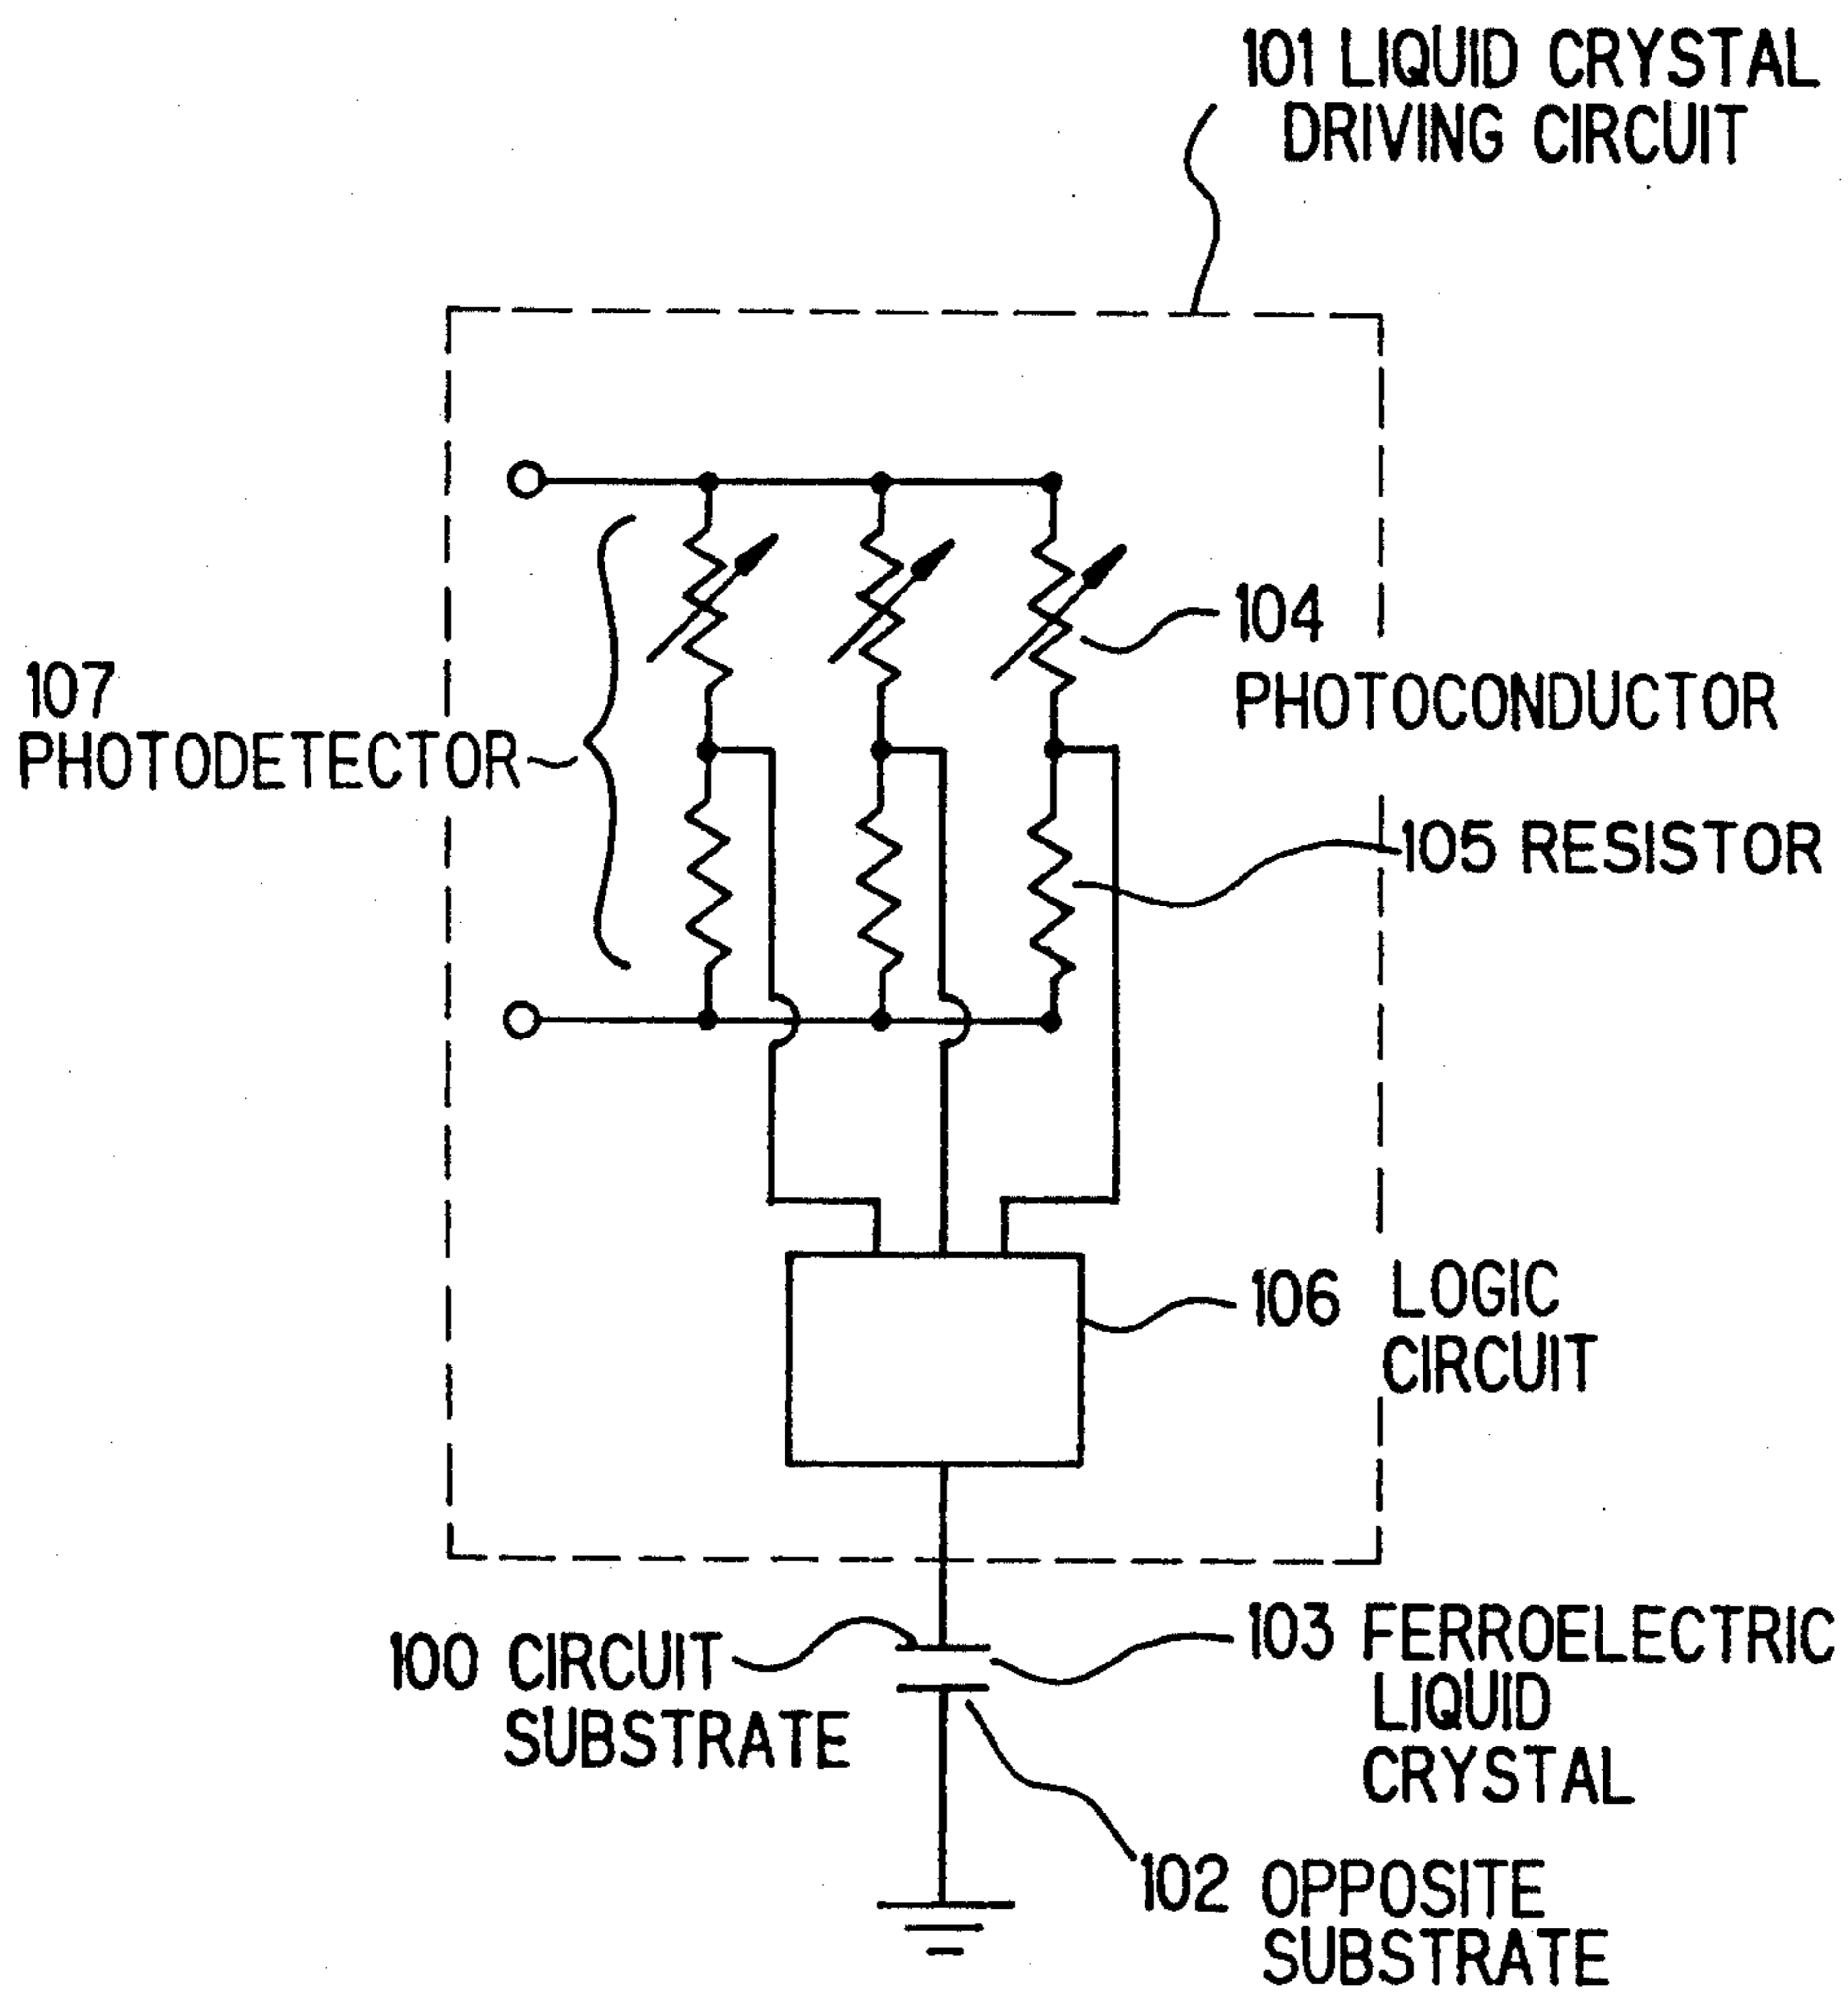 101 LIQUID CRYSTAL
DRIVING CIRCUIT
104
PHOTOCONDUCTOR
107
PHOTODETECTOR
105 RESISTOR
106 LOGIC
CIRCUIT
100 CIRCUIT
SUBSTRATE
103 FERROELECTRIC
LIQUID
CRYSTAL
102 OPPOSITE
SUBSTRATE